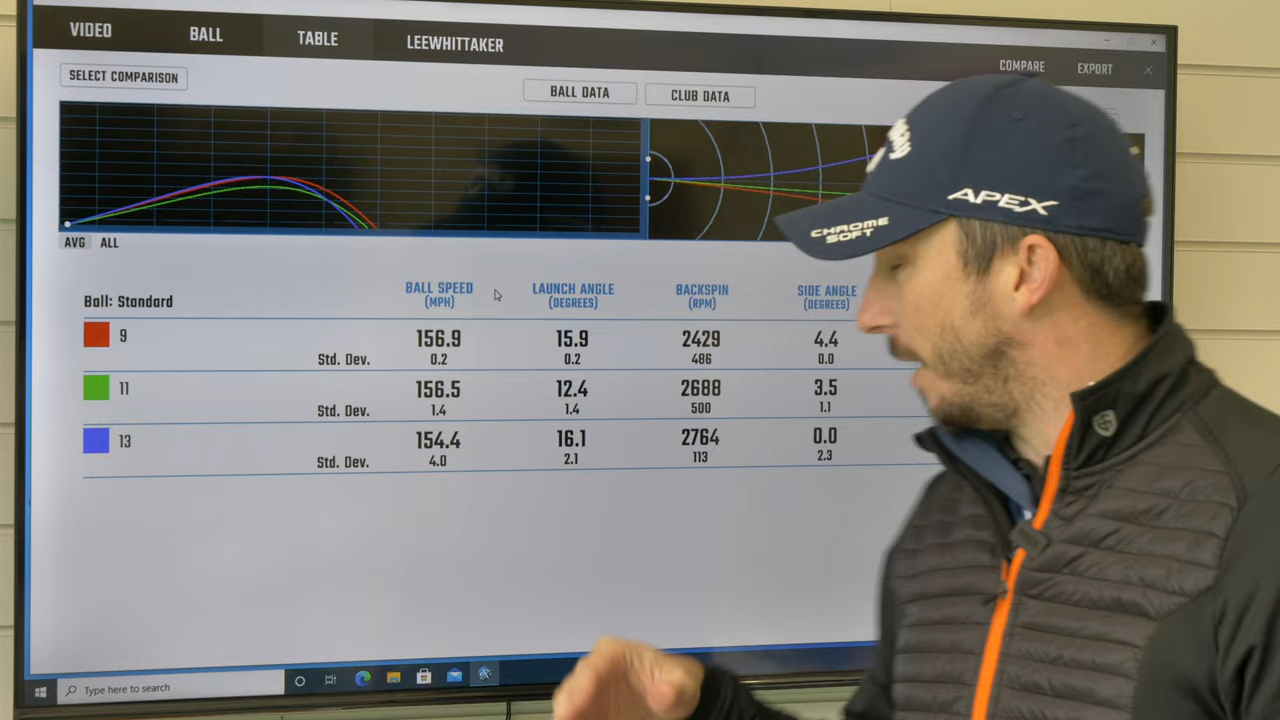 VIDEO BALL TABLE LEEWHITTAKER
COMPARE EXPORT
SELECT COMPARISON
BALL DATA CLUB DATA
AVG ALL
Ball: Standard
BALL SPEED LAUNCH ANGLE BACKSPIN SIDE ANGLE
(MPH) (DEGREES) (RPM) (DEGREES)
9 156.9 15.9 2429 4.4
Std. Dev. 0.2 0.2 486 0.0
11 156.5 12.4 2688 3.5
Std. Dev. 1.4 1.4 500 1.1
13 154.4 16.1 2764 0.0
Std. Dev. 4.0 2.1 113 2.3
Type here to search
APEX
CHROME
SOFT